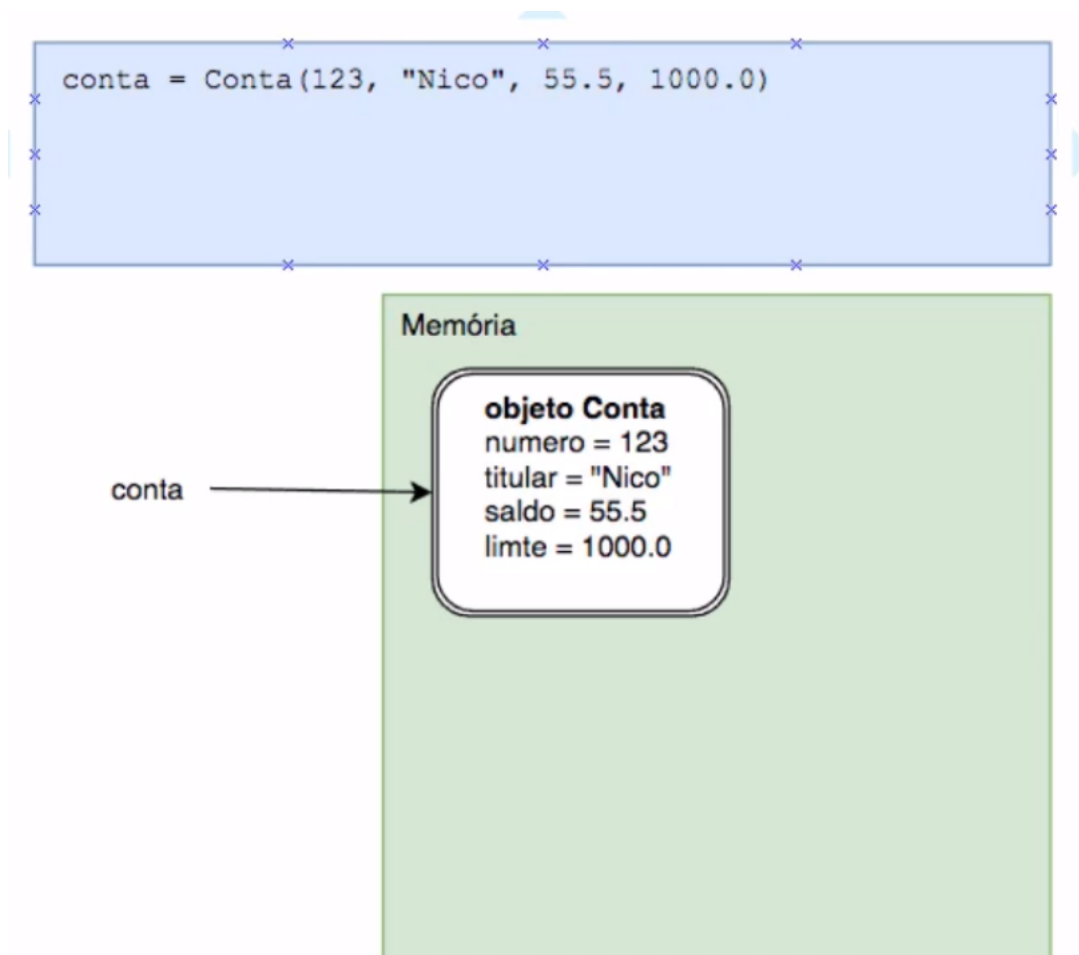 conta = Conta(123, "Nico", 55.5, 1000.0)
Memória
objeto Conta
numero = 123
titular = "Nico"
conta
saldo = 55.5
limte = 1000.0